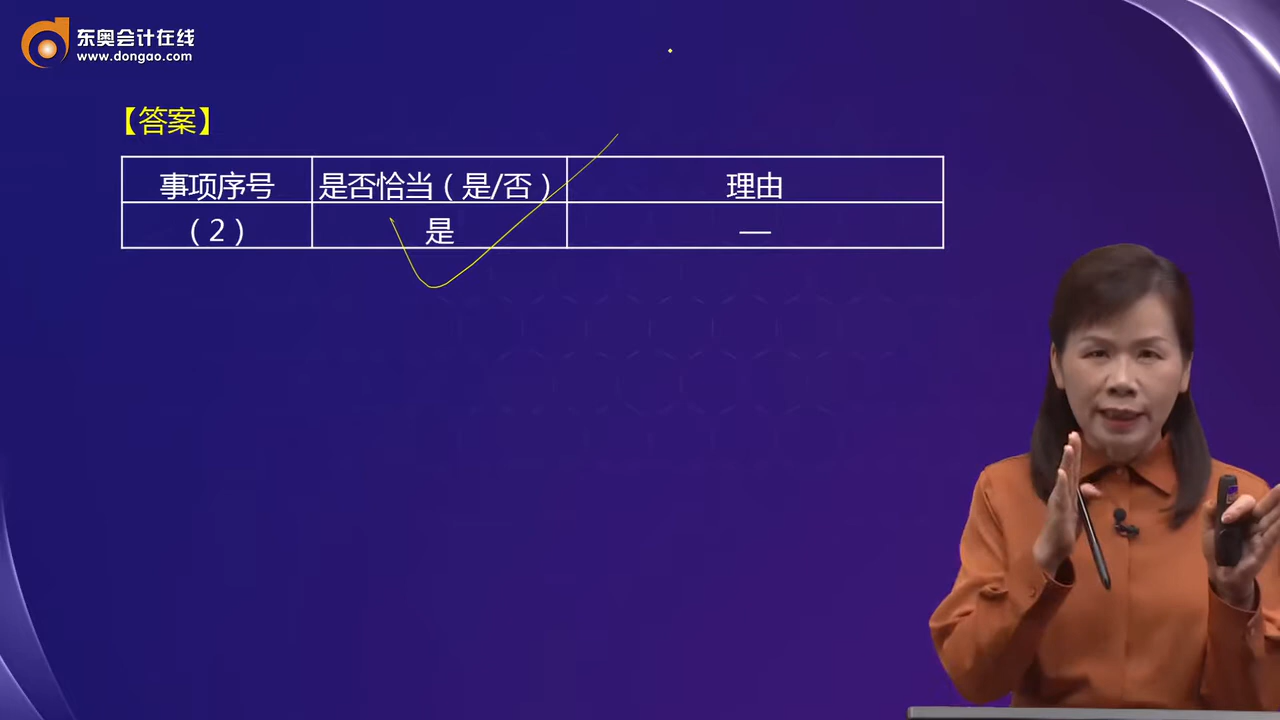 东奥会计在线
www.dongao.com
【答案】
事项序号 是否恰当（是/否） 理由
（2） 是 —